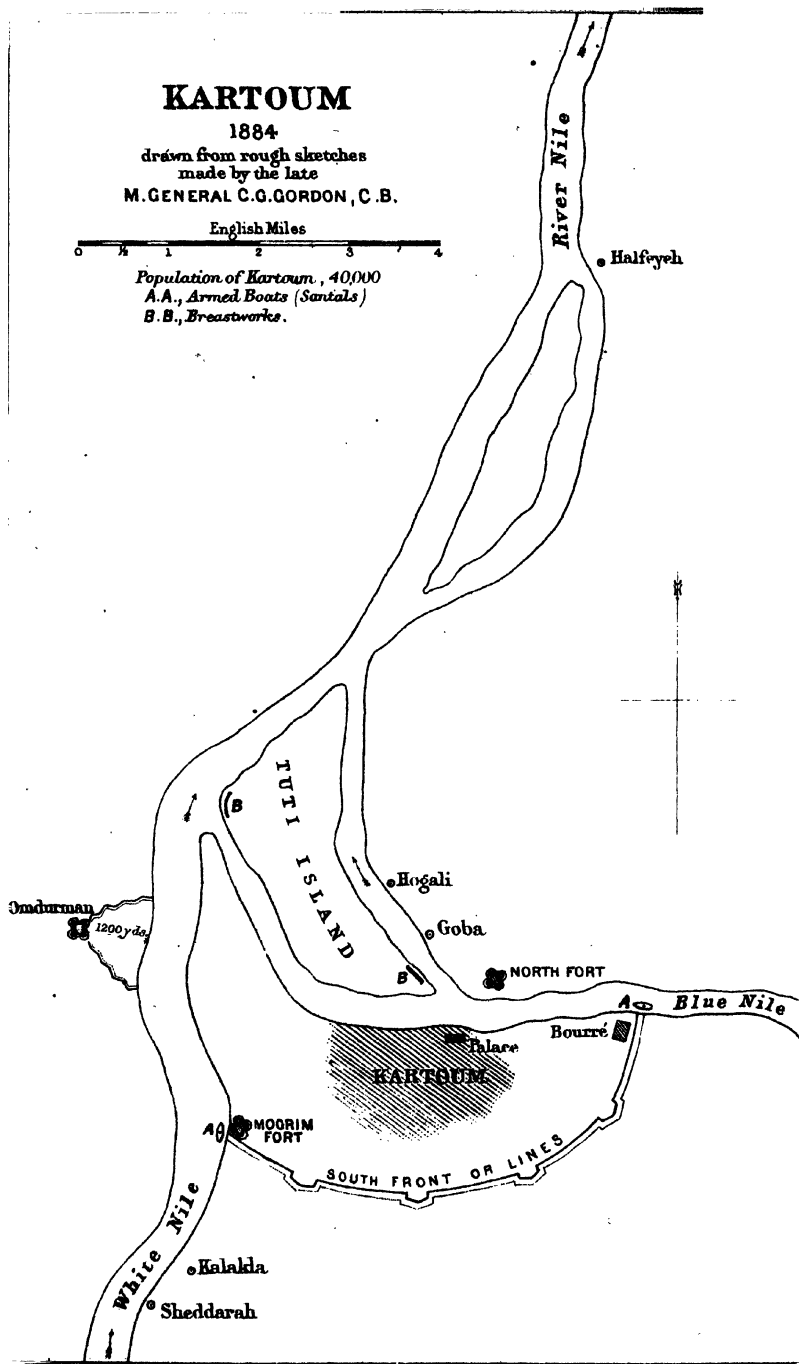 KARTOUM
1884
drawn from rough sketches
made by the late
M.GENERAL C.G.GORDON, C.B.
English Miles
0 ½ 1 2 3 4
Population of Kartoum, 40,000
A.A., Armed Boats (Santals)
B.B., Breastworks.
River Nile
Halfeyeh
N
TUTI ISLAND
B
Hogali
Omdurman
1200 yds.
Goba
B
NORTH FORT
A
Blue Nile
Bourré
Palace
KARTOUM
A
MOGRIM
FORT
SOUTH FRONT OR LINES
White Nile
Kalakla
Sheddarah